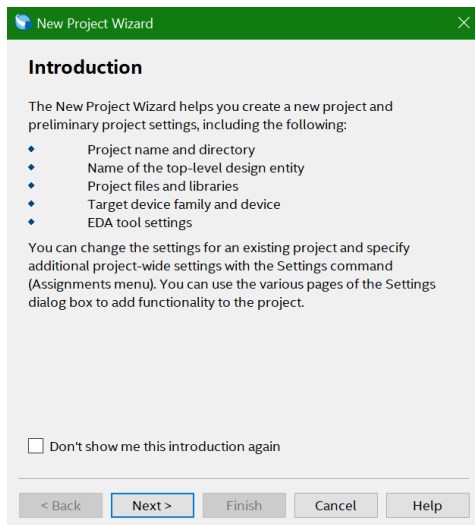 New Project Wizard
Introduction
The New Project Wizard helps you create a new project and
preliminary project settings, including the following:
Project name and directory
Name of the top-level design entity
Project files and libraries
Target device family and device
EDA tool settings
You can change the settings for an existing project and specify
additional project-wide settings with the Settings command
(Assignments menu). You can use the various pages of the Settings
dialog box to add functionality to the project.
Don't show me this introduction again
< Back Next > Finish Cancel Help